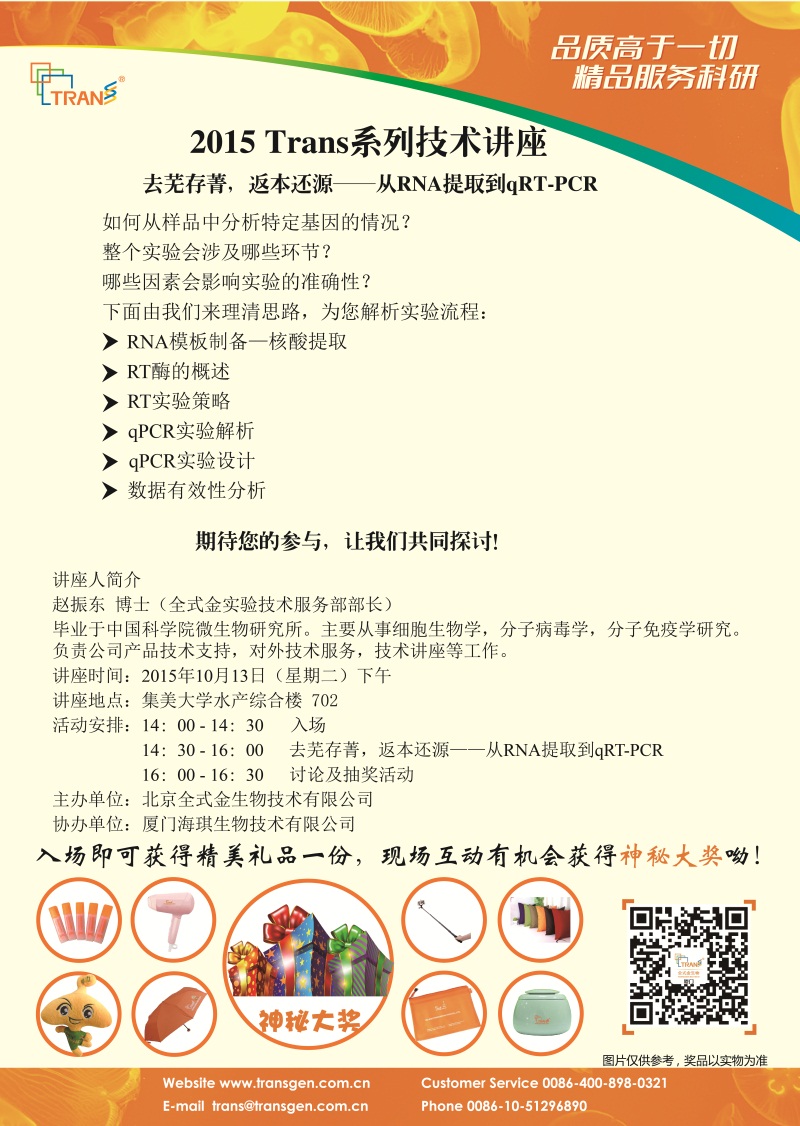 品质高于一切
精品服务科研
TRANS®
2015 Trans系列技术讲座
去芜存菁，返本还源——从RNA提取到qRT-PCR
如何从样品中分析特定基因的情况？
整个实验会涉及哪些环节？
哪些因素会影响实验的准确性？
下面由我们来理清思路，为您解析实验流程：
➤ RNA模板制备—核酸提取
➤ RT酶的概述
➤ RT实验策略
➤ qPCR实验解析
➤ qPCR实验设计
➤ 数据有效性分析
期待您的参与，让我们共同探讨!
讲座人简介
赵振东 博士（全式金实验技术服务部部长）
毕业于中国科学院微生物研究所。主要从事细胞生物学，分子病毒学，分子免疫学研究。
负责公司产品技术支持，对外技术服务，技术讲座等工作。
讲座时间：2015年10月13日（星期二）下午
讲座地点：集美大学水产综合楼 702
活动安排：14：00 - 14：30 入场
14：30 - 16：00 去芜存菁，返本还源——从RNA提取到qRT-PCR
16：00 - 16：30 讨论及抽奖活动
主办单位：北京全式金生物技术有限公司
协办单位：厦门海琪生物技术有限公司
入场即可获得精美礼品一份，现场互动有机会获得神秘大奖呦！
神秘大奖
TRANS
图片仅供参考，奖品以实物为准
Website www.transgen.com.cn Customer Service 0086-400-898-0321
E-mail trans@transgen.com.cn Phone 0086-10-51296890